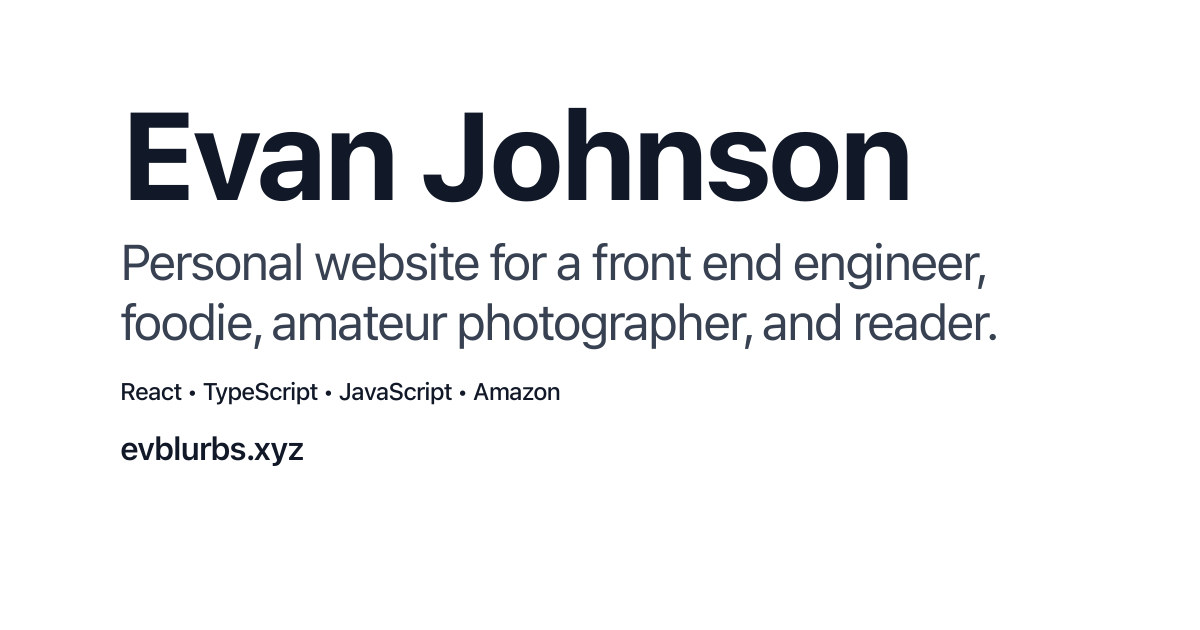 Evan Johnson
Personal website for a front end engineer,
foodie, amateur photographer, and reader.
React • TypeScript • JavaScript • Amazon
evblurbs.xyz